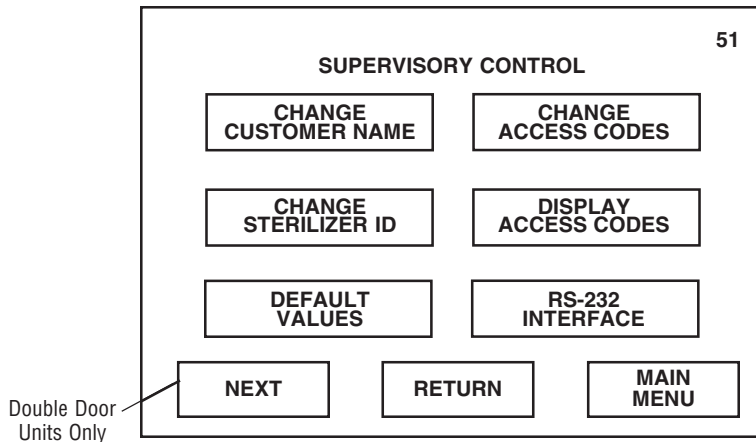 51
SUPERVISORY CONTROL
CHANGE
CUSTOMER NAME
CHANGE
ACCESS CODES
CHANGE
STERILIZER ID
DISPLAY
ACCESS CODES
DEFAULT
VALUES
RS-232
INTERFACE
NEXT
RETURN
MAIN
MENU
Double Door
Units Only